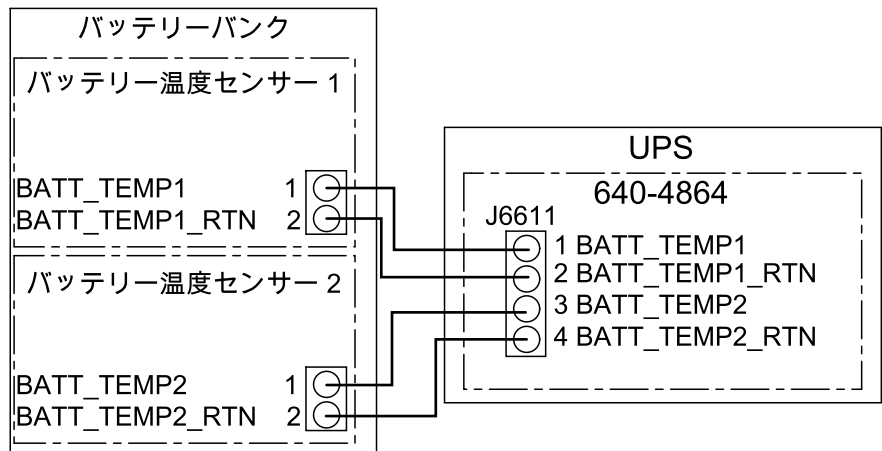 バッテリーバンク
バッテリー温度センサー 1
BATT_TEMP1 1
BATT_TEMP1_RTN 2
バッテリー温度センサー 2
BATT_TEMP2 1
BATT_TEMP2_RTN 2
UPS
640-4864
J6611
1 BATT_TEMP1
2 BATT_TEMP1_RTN
3 BATT_TEMP2
4 BATT_TEMP2_RTN